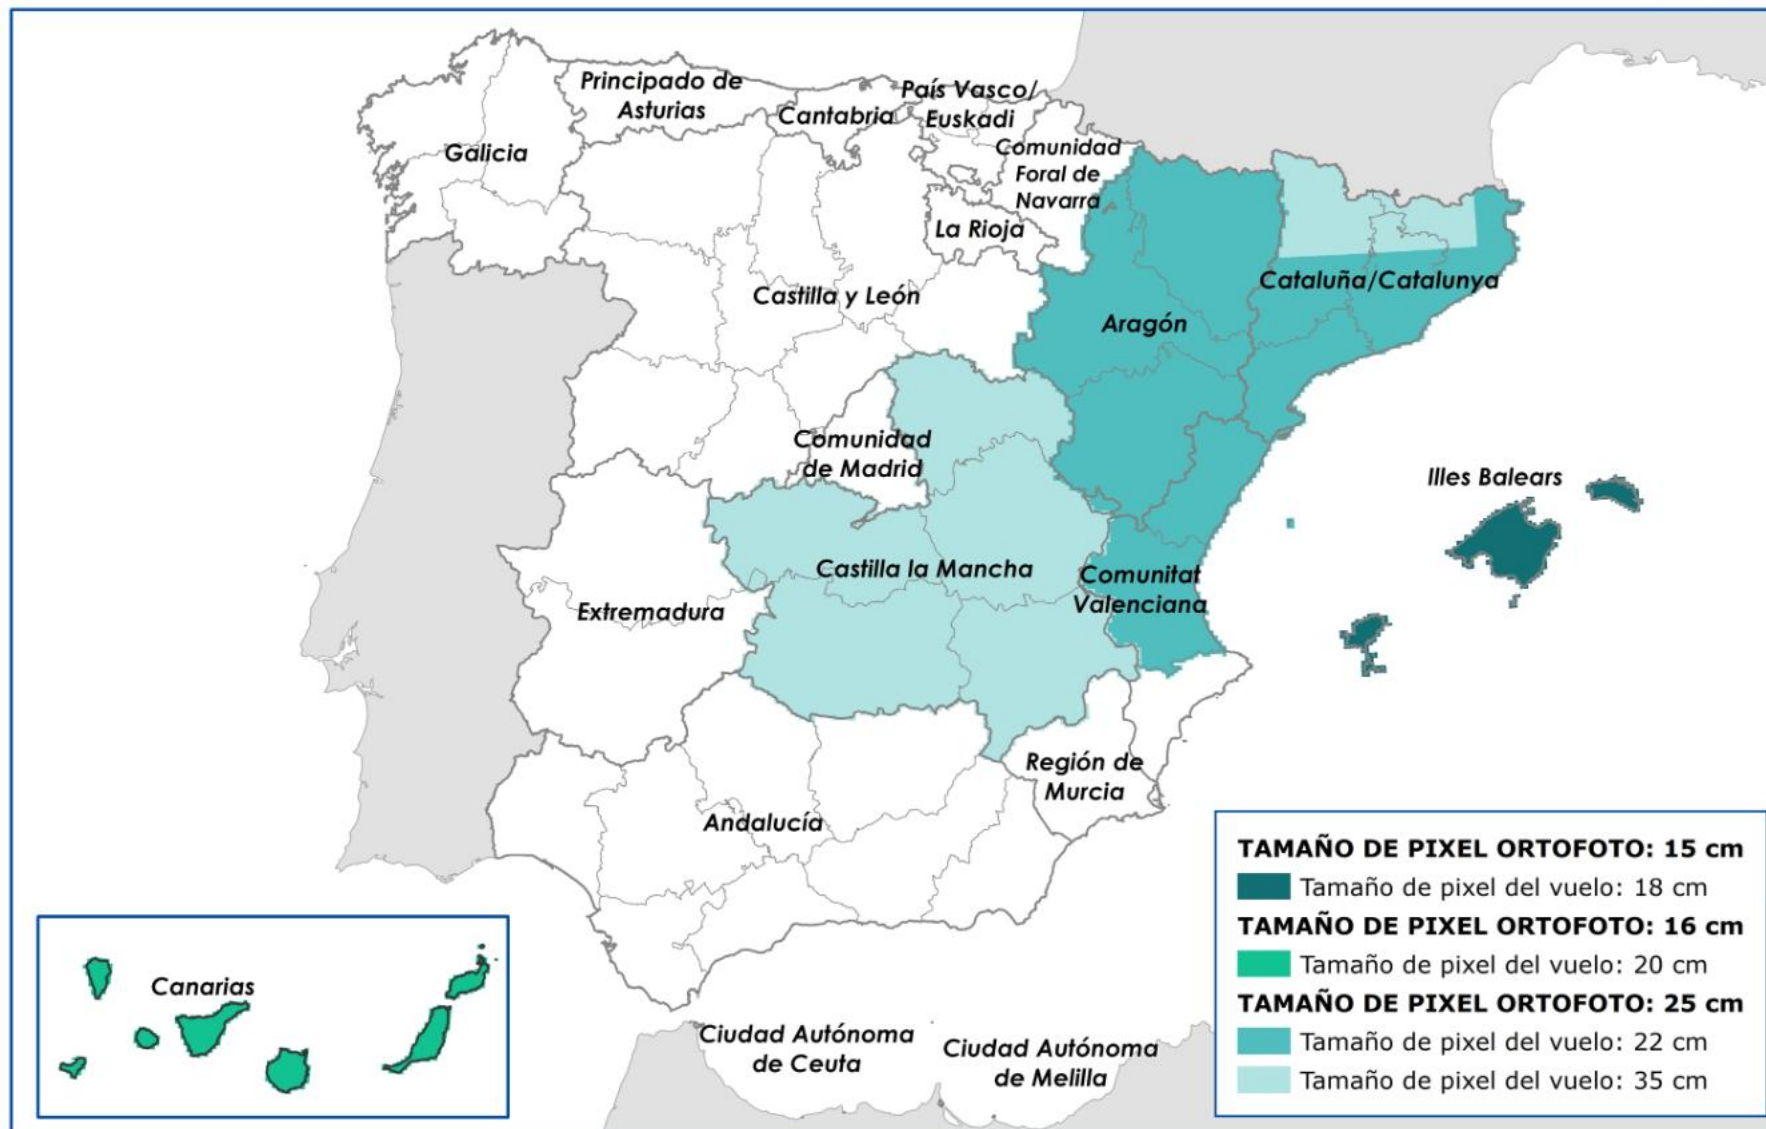 Principado de
Asturias
Cantabria
País Vasco/
Euskadi
Galicia
Comunidad
Foral de
Navarra
La Rioja
Castilla y León
Cataluña/Catalunya
Aragón
Comunidad
de Madrid
Illes Balears
Castilla la Mancha
Comunitat
Valenciana
Extremadura
Región de
Murcia
Andalucía
Canarias
Ciudad Autónoma
de Ceuta
Ciudad Autónoma
de Melilla
TAMAÑO DE PIXEL ORTOFOTO: 15 cm
Tamaño de pixel del vuelo: 18 cm
TAMAÑO DE PIXEL ORTOFOTO: 16 cm
Tamaño de pixel del vuelo: 20 cm
TAMAÑO DE PIXEL ORTOFOTO: 25 cm
Tamaño de pixel del vuelo: 22 cm
Tamaño de pixel del vuelo: 35 cm